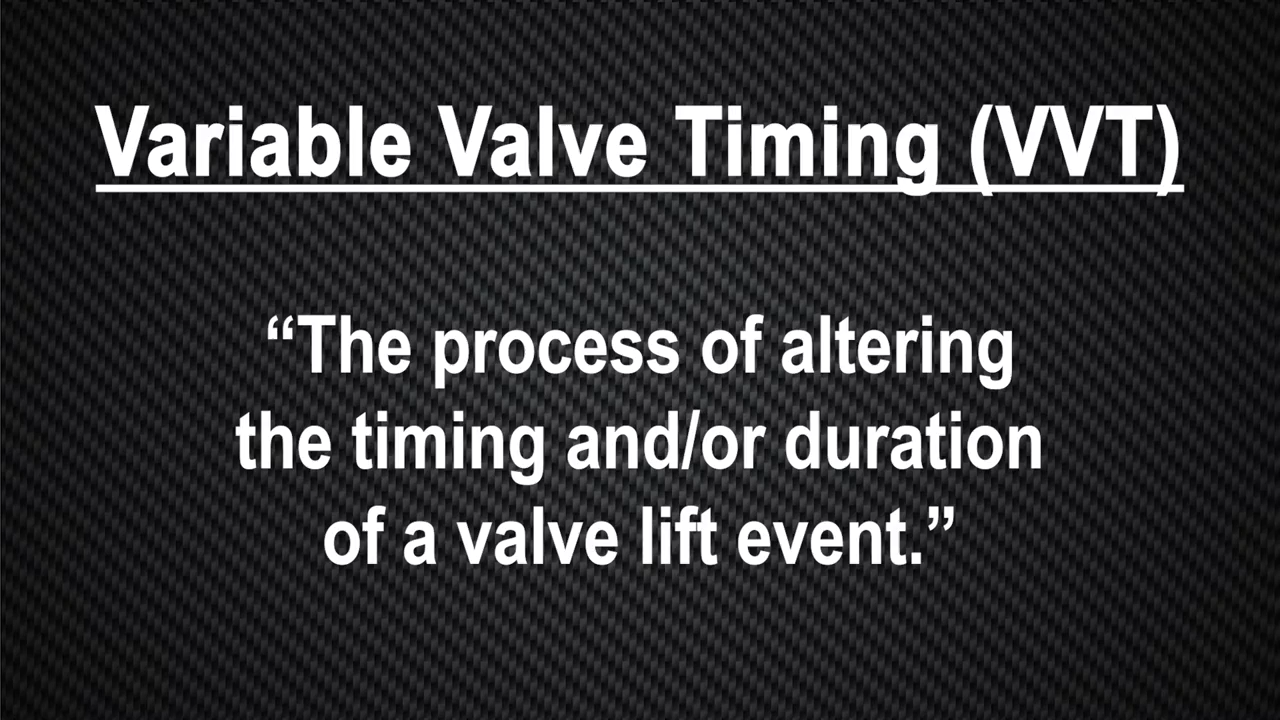 Variable Valve Timing (VVT)
“The process of altering
the timing and/or duration
of a valve lift event.”